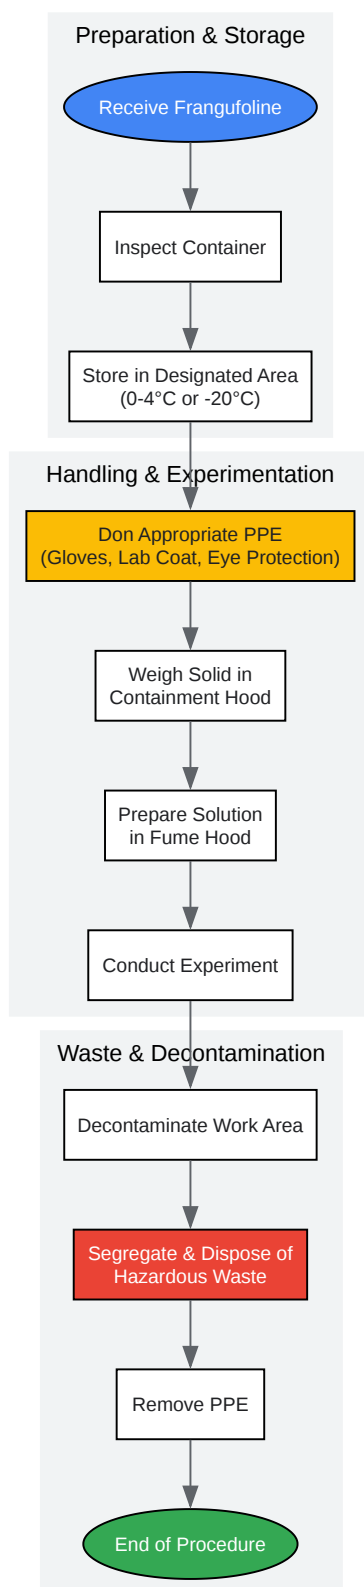 Preparation & Storage
Receive Frangufoline
Inspect Container
Store in Designated Area
(0-4°C or -20°C)
Handling & Experimentation
Don Appropriate PPE
(Gloves, Lab Coat, Eye Protection)
Weigh Solid in
Containment Hood
Prepare Solution
in Fume Hood
Conduct Experiment
Waste & Decontamination
Decontaminate Work Area
Segregate & Dispose of
Hazardous Waste
Remove PPE
End of Procedure